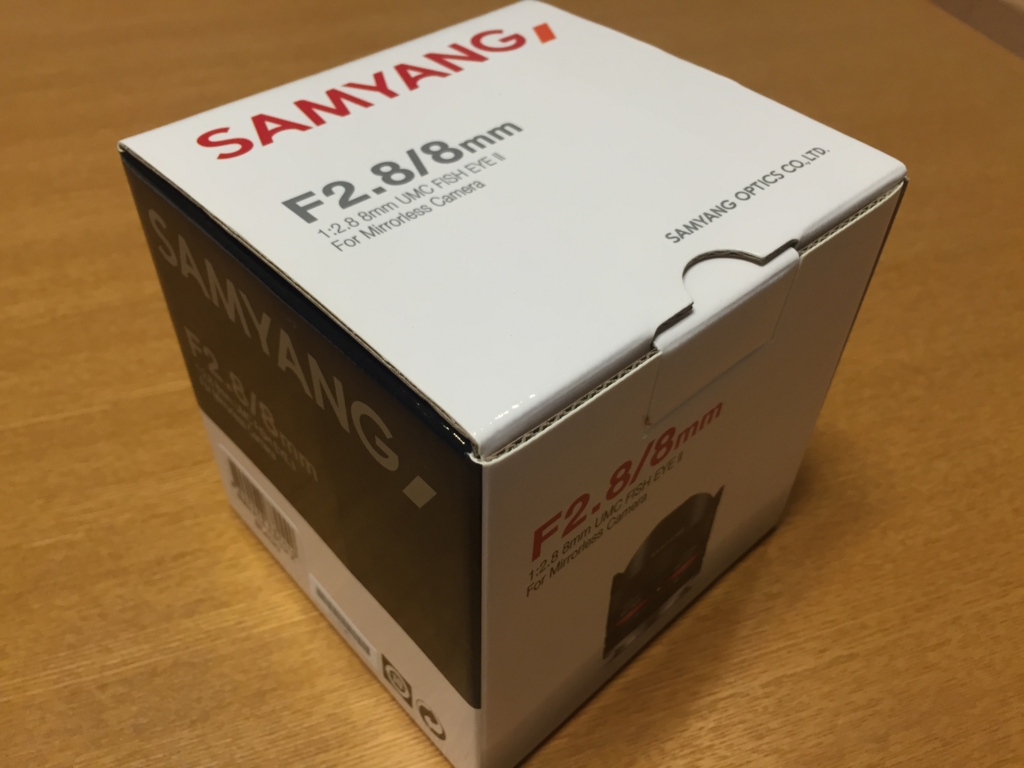 SAMYANG
F2.8/8mm
1:2.8 8mm UMC FISH EYE II
For Mirrorless Camera
SAMYANG OPTICS CO.,LTD.
SAMYANG
F2.8/8mm
F2.8/8mm
1:2.8 8mm UMC FISH EYE II
For Mirrorless Camera